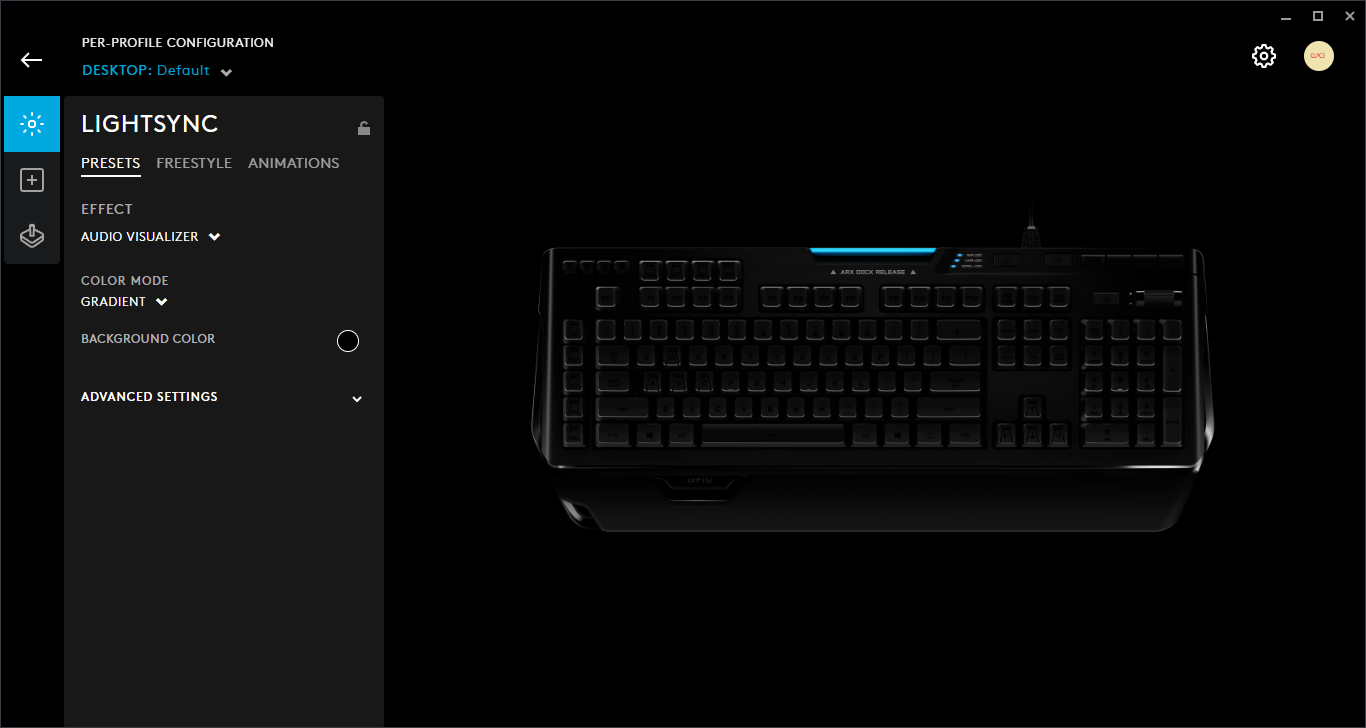 PER-PROFILE CONFIGURATION
DESKTOP: Default
LIGHTSYNC
PRESETS FREESTYLE ANIMATIONS
EFFECT
AUDIO VISUALIZER
COLOR MODE
GRADIENT
BACKGROUND COLOR
ADVANCED SETTINGS
ARX DOCK RELEASE
G910